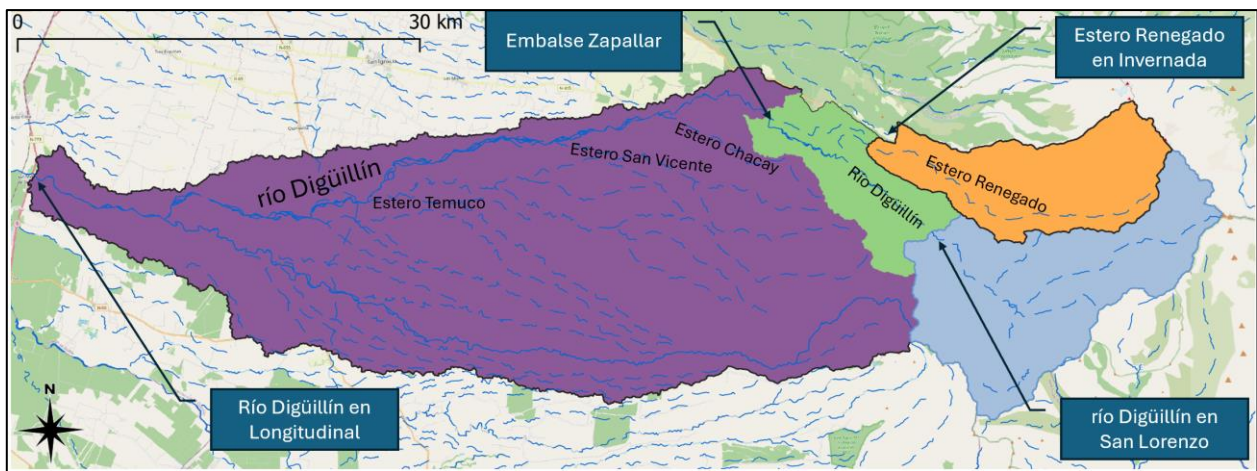 0
30 km
Embalse Zapallar
Estero Renegado
en Invernada
río Digüillín
Estero Temuco
Estero San Vicente
Estero Chacay
Río Digüillín
Estero Renegado
N
Río Digüillín en
Longitudinal
río Digüillín en
San Lorenzo